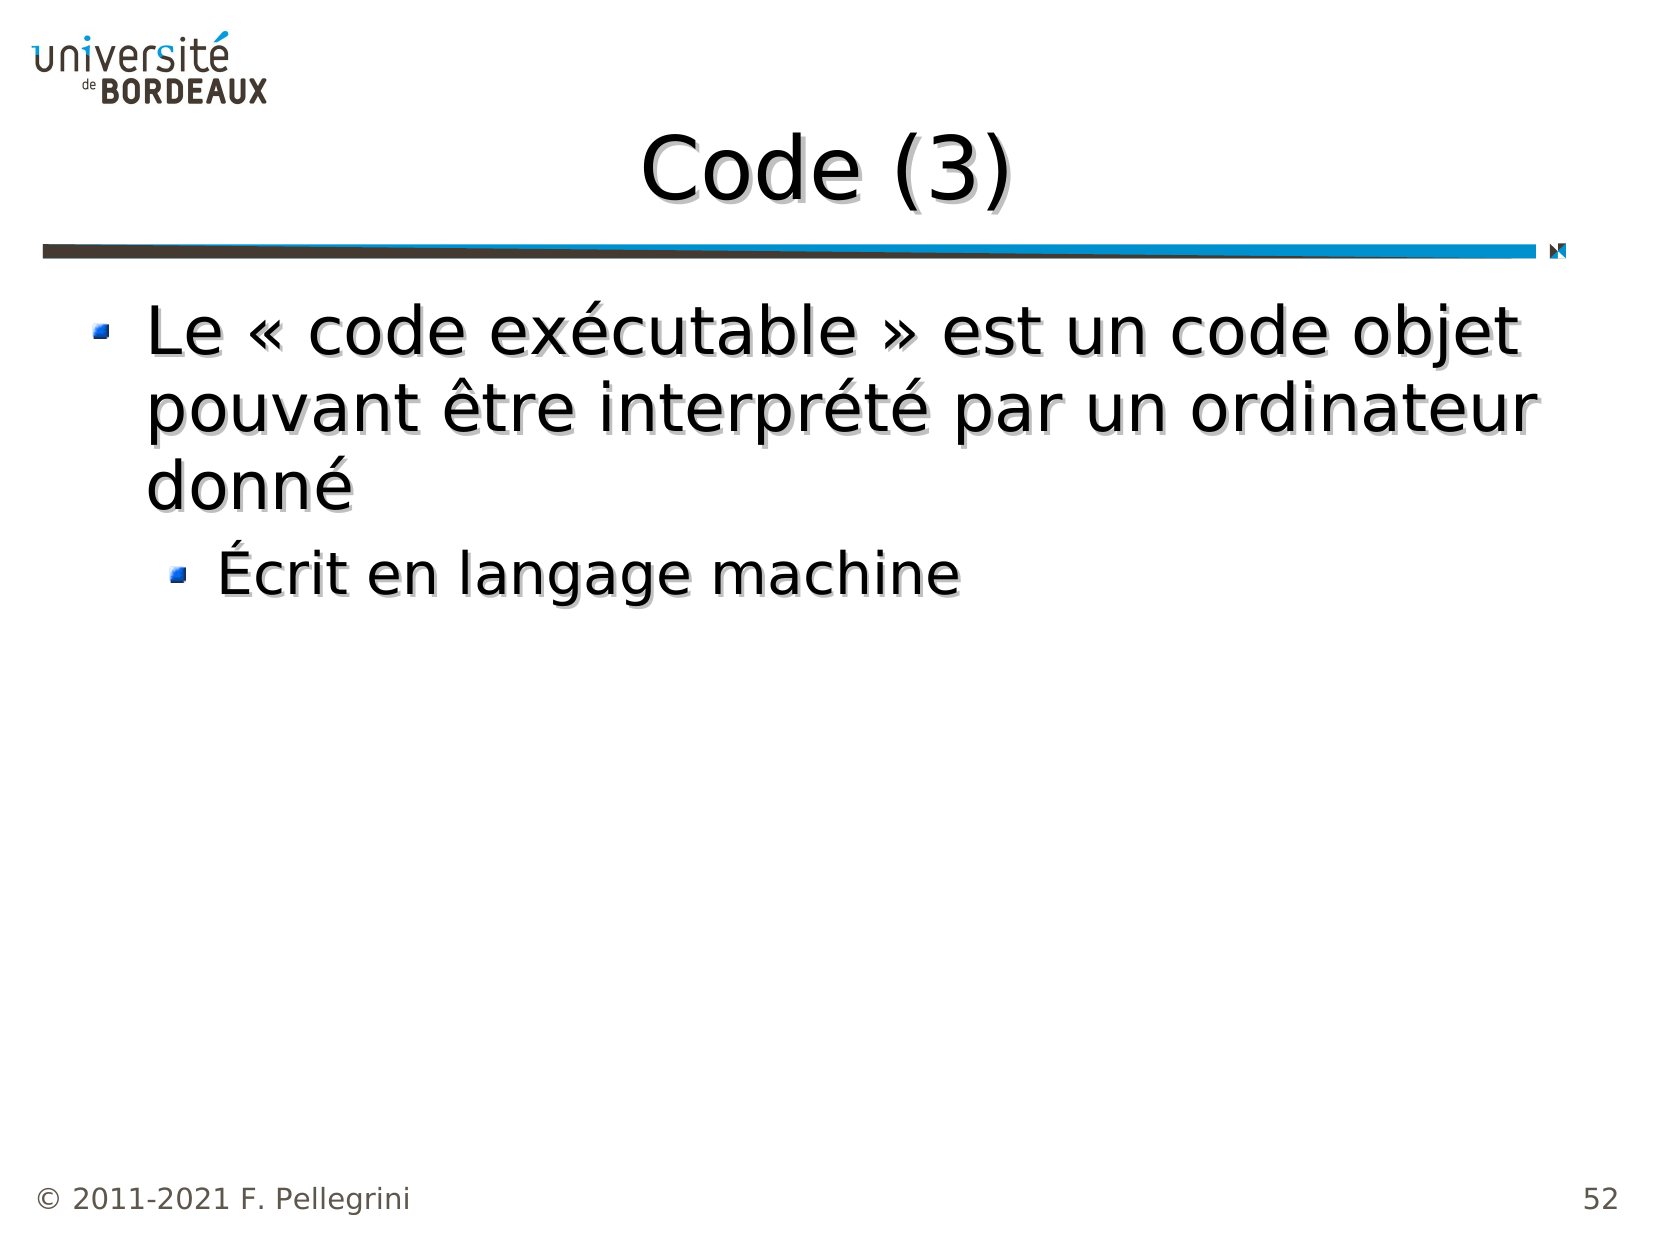 université
de BORDEAUX
Code (3)
Le « code exécutable » est un code objet
pouvant être interprété par un ordinateur
donné
Écrit en langage machine
© 2011-2021 F. Pellegrini
52